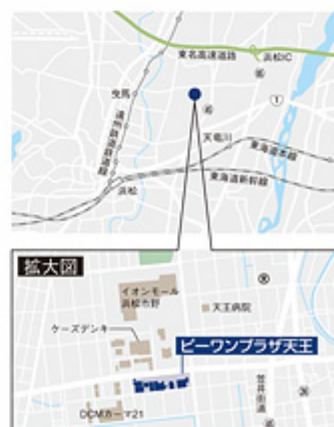 東名高速道路
浜松IC
曳馬
1
遠州鉄道鉄道線
天竜川
東海道本線
浜松
東海道新幹線
拡大図
イオンモール
浜松市野
天王病院
ケーズデンキ
ビーワンプラザ天王
笠井街道
DCMカーマ21